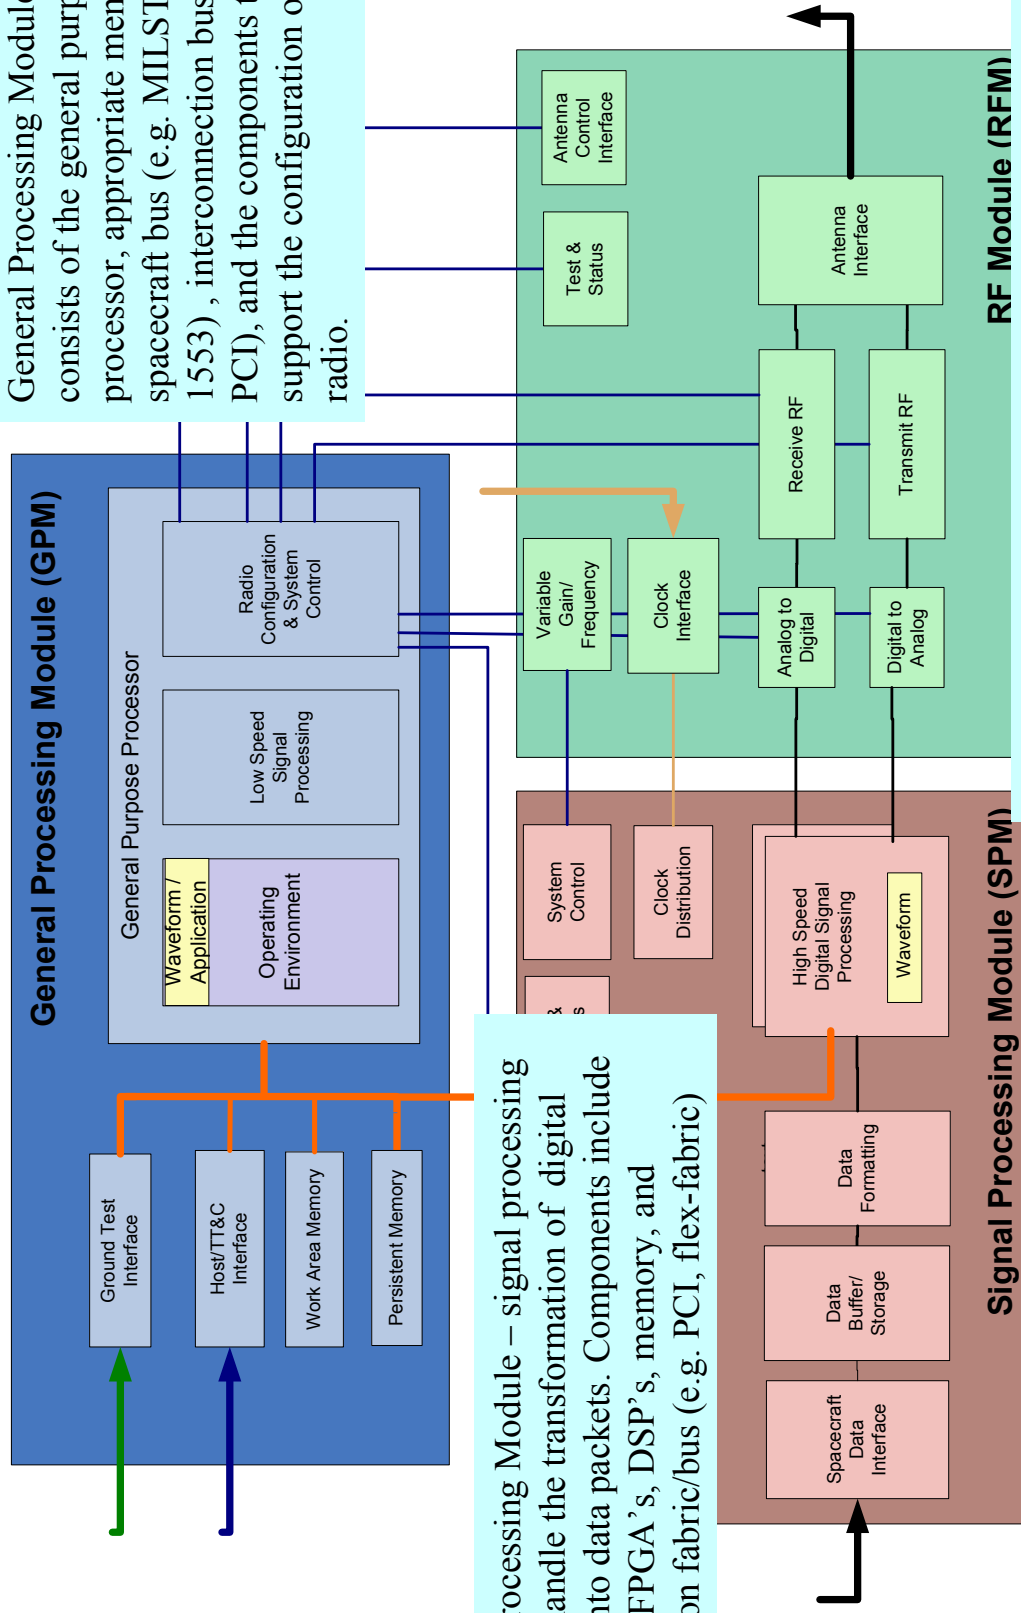 General Processing Module
consists of the general purp
processor, appropriate mem
spacecraft bus (e.g. MILST
1553) , interconnection bus
PCI), and the components t
support the configuration o
radio.
General Processing Module (GPM)
General Purpose Processor
Waveform /
Application
Operating
Environment
Low Speed
Signal
Processing
Radio
Configuration
& System
Control
Ground Test
Interface
Host/TT&C
Interface
Work Area Memory
Persistent Memory
rocessing Module – signal processing
andle the transformation of digital
nto data packets. Components include
FPGA's, DSP's, memory, and
on fabric/bus (e.g. PCI, flex-fabric)
Spacecraft
Data
Interface
Data
Buffer/
Storage
Data
Formatting
High Speed
Digital Signal
Processing
Waveform
&
s
System
Control
Clock
Distribution
Signal Processing Module (SPM)
Variable
Gain/
Frequency
Clock
Interface
Analog to
Digital
Digital to
Analog
Receive RF
Transmit RF
Test &
Status
Antenna
Control
Interface
Antenna
Interface
RF Module (RFM)